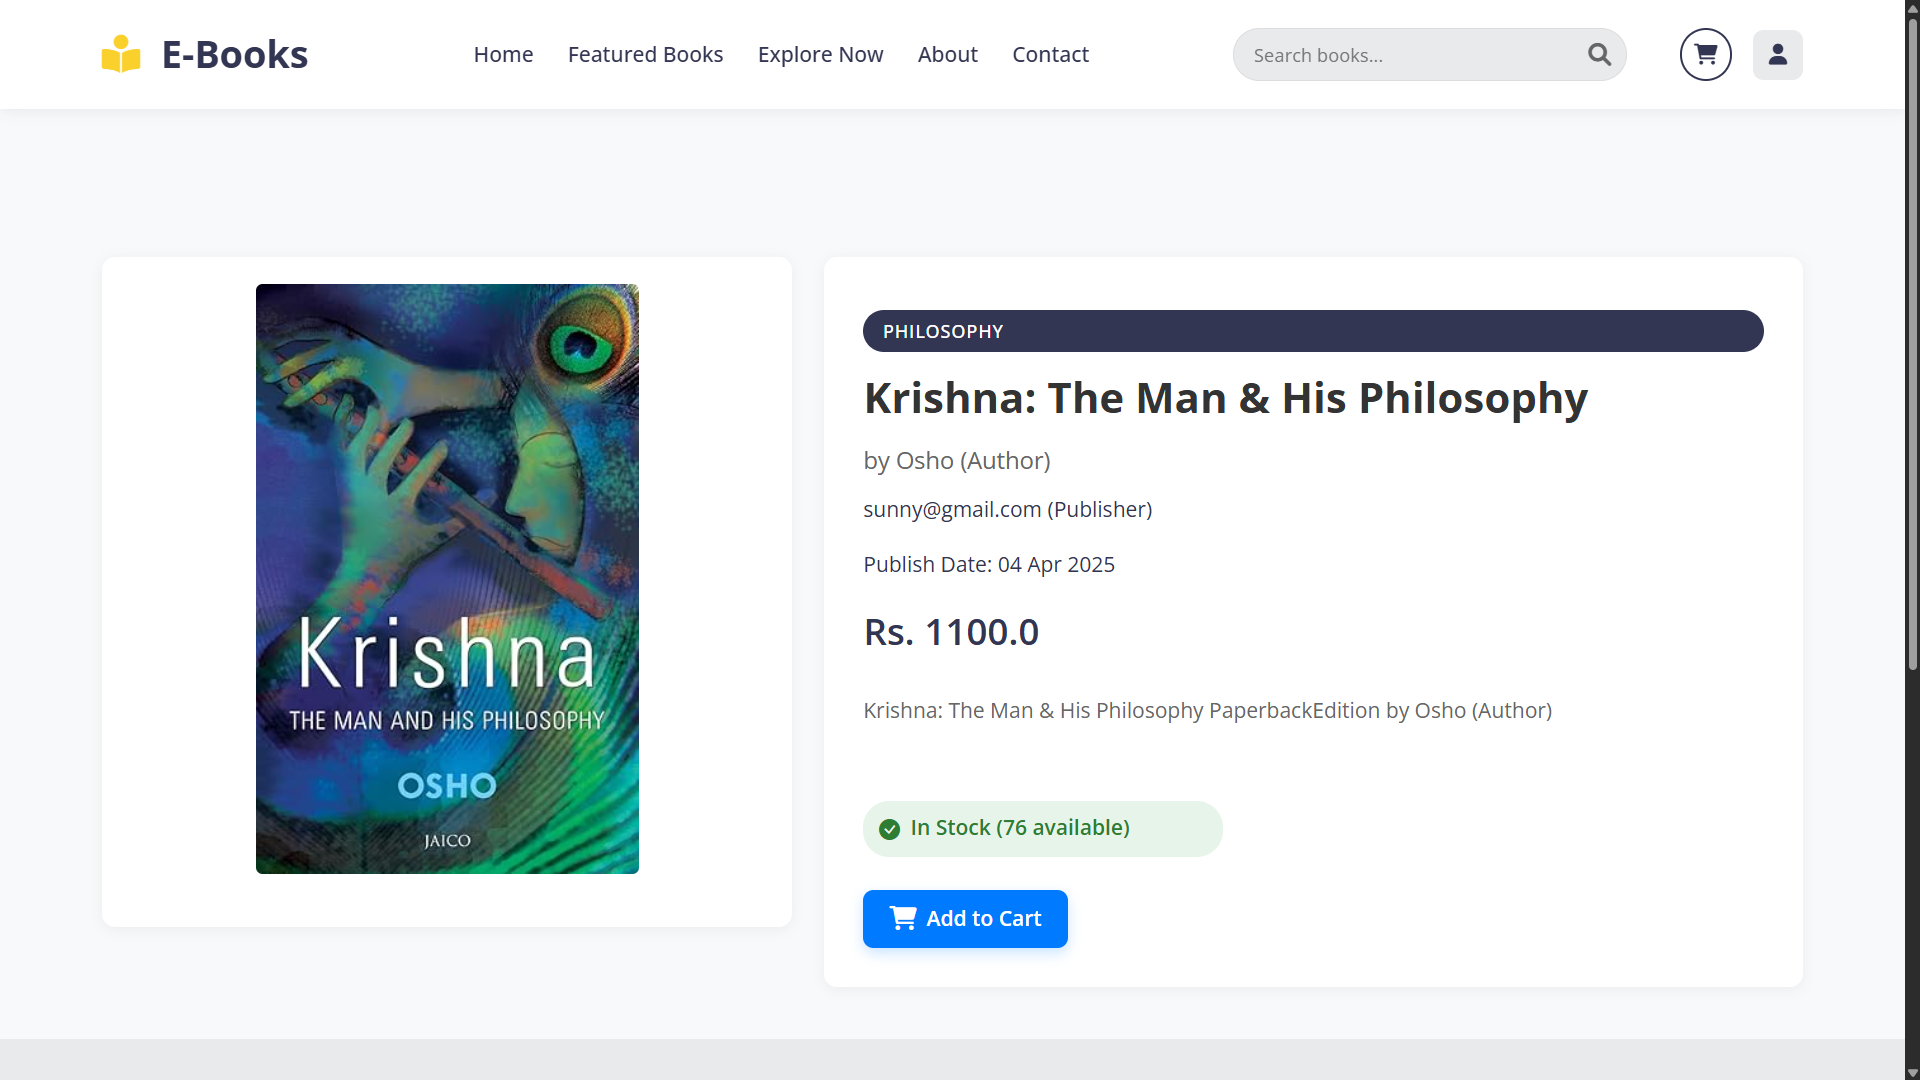 E-Books
Home
Featured Books
Explore Now
About
Contact
Search books...
Krishna
THE MAN AND HIS PHILOSOPHY
OSHO
JAICO
PHILOSOPHY
Krishna: The Man & His Philosophy
by Osho (Author)
sunny@gmail.com (Publisher)
Publish Date: 04 Apr 2025
Rs. 1100.0
Krishna: The Man & His Philosophy PaperbackEdition by Osho (Author)
In Stock (76 available)
Add to Cart